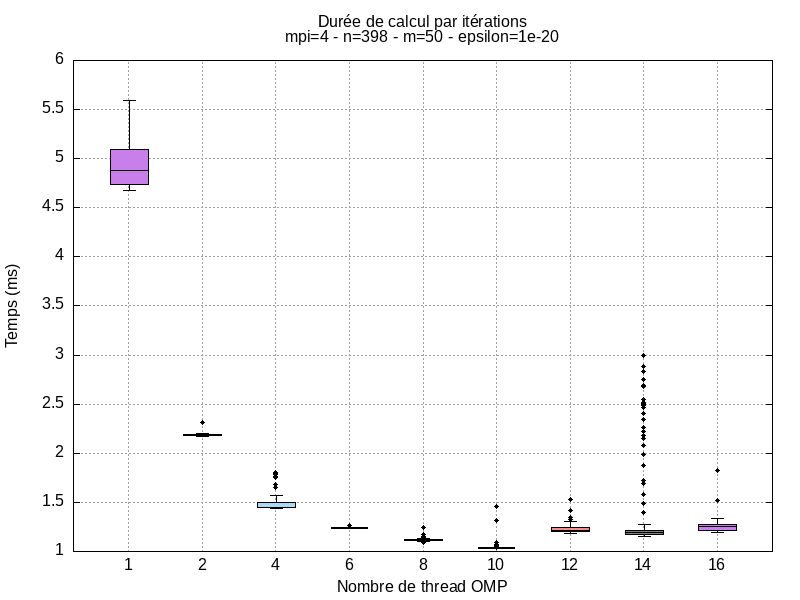 Durée de calcul par itérations
mpi=4 - n=398 - m=50 - epsilon=1e-20
6
5.5
5
4.5
4
3.5
3
2.5
2
1.5
1
Temps (ms)
1 2 4 6 8 10 12 14 16
Nombre de thread OMP